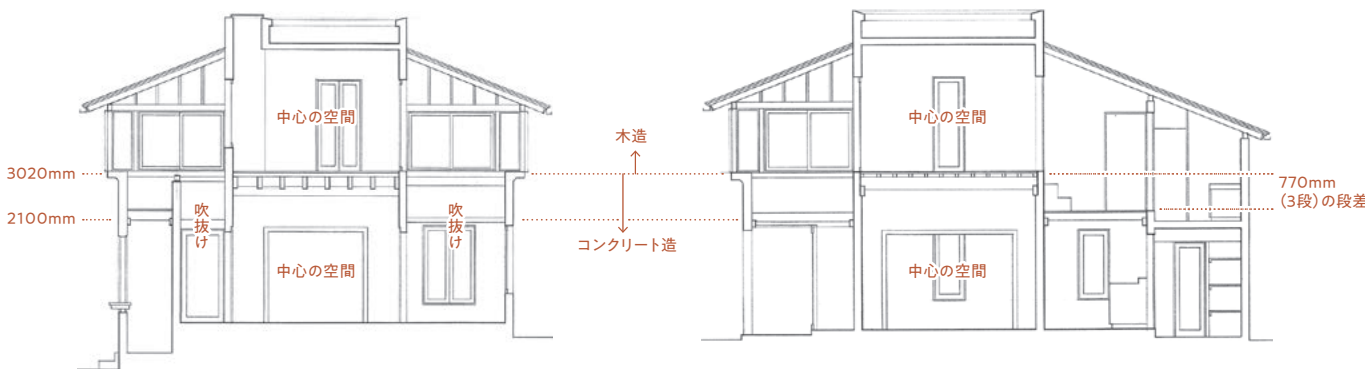 中心の空間
3020mm
2100mm
吹抜け
吹抜け
中心の空間
木造
コンクリート造
中心の空間
中心の空間
770mm
(3段)の段差